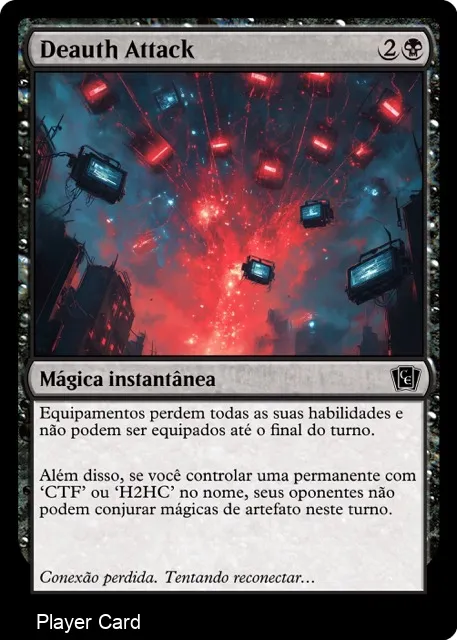 Deauth Attack 2
Mágica instantânea
Equipamentos perdem todas as suas habilidades e
não podem ser equipados até o final do turno.
Além disso, se você controlar uma permanente com
‘CTF’ ou ‘H2HC’ no nome, seus oponentes não
podem conjurar mágicas de artefato neste turno.
Conexão perdida. Tentando reconectar…
Player Card